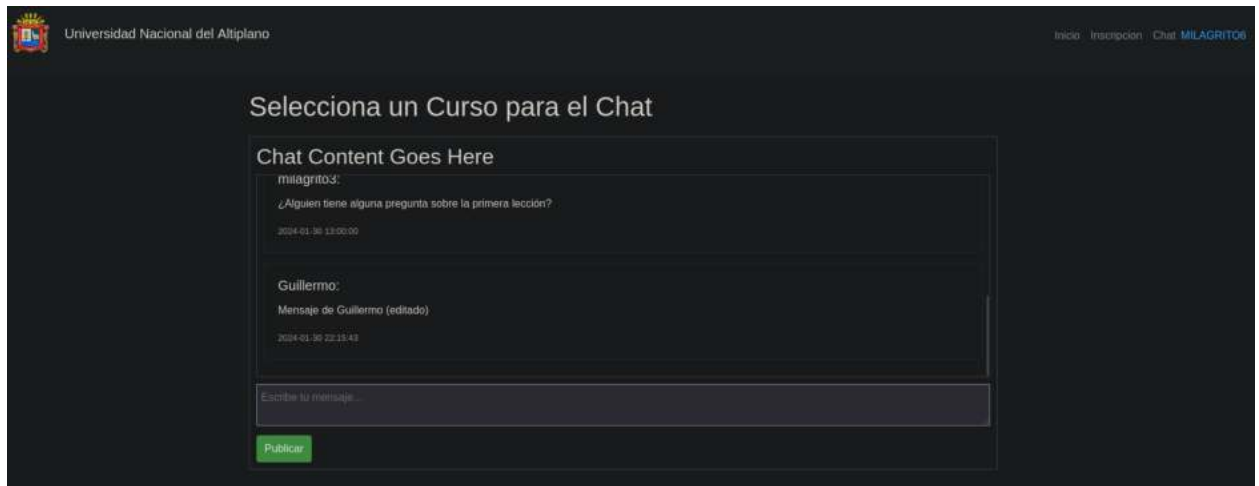 Universidad Nacional del Altiplano
Inicio Inscripcion Chat MILAGRITO6
Selecciona un Curso para el Chat
Chat Content Goes Here
milagrito3:
¿Alguien tiene alguna pregunta sobre la primera lección?
2024-01-30 13:00:00
Guillermo:
Mensaje de Guillermo (editado)
2024-01-30 22:15:43
Escribe tu mensaje...
Publicar